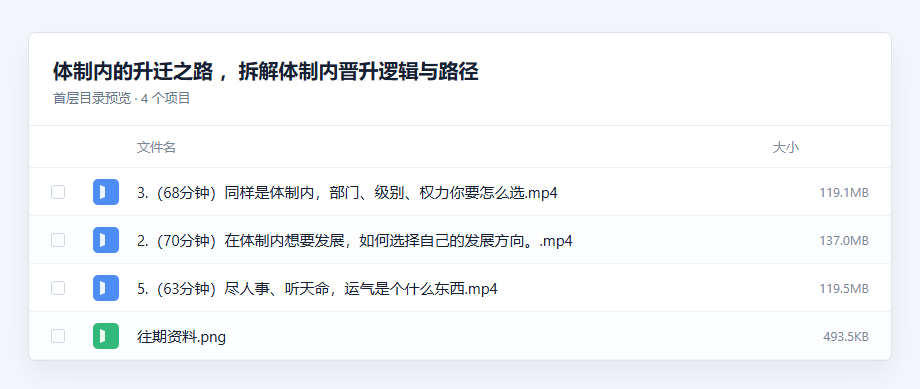 体制内的升迁之路 ，拆解体制内晋升逻辑与路径
首层目录预览 · 4 个项目
文件名 大小
3.（68分钟）同样是体制内，部门、级别、权力你要怎么选.mp4 119.1MB
2.（70分钟）在体制内想要发展，如何选择自己的发展方向。.mp4 137.0MB
5.（63分钟）尽人事、听天命，运气是个什么东西.mp4 119.5MB
往期资料.png 493.5KB